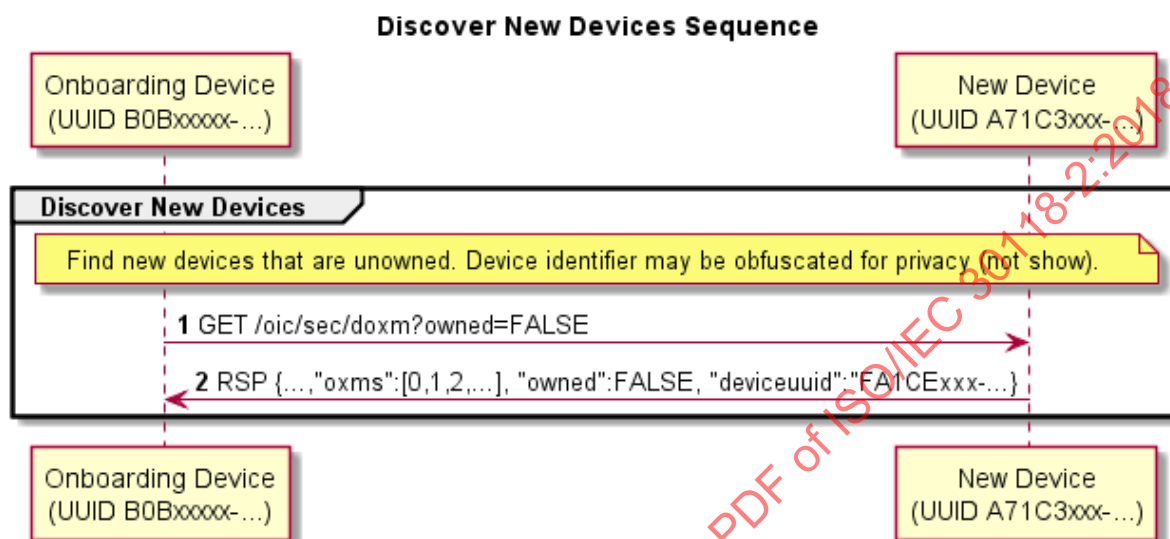 Discover New Devices Sequence
Onboarding Device
(UUID B0Bxxxxx-...)
New Device
(UUID A71C3xxx-...)
Discover New Devices
Find new devices that are unowned. Device identifier may be obfuscated for privacy (not show).
1 GET /oic/sec/doxm?owned=FALSE
2 RSP {...,"oxms":[0,1,2,...], "owned":FALSE, "deviceuuid":"FA1CExxx-...}
Onboarding Device
(UUID B0Bxxxxx-...)
New Device
(UUID A71C3xxx-...)
PDF of ISO/IEC 30118-2:2018